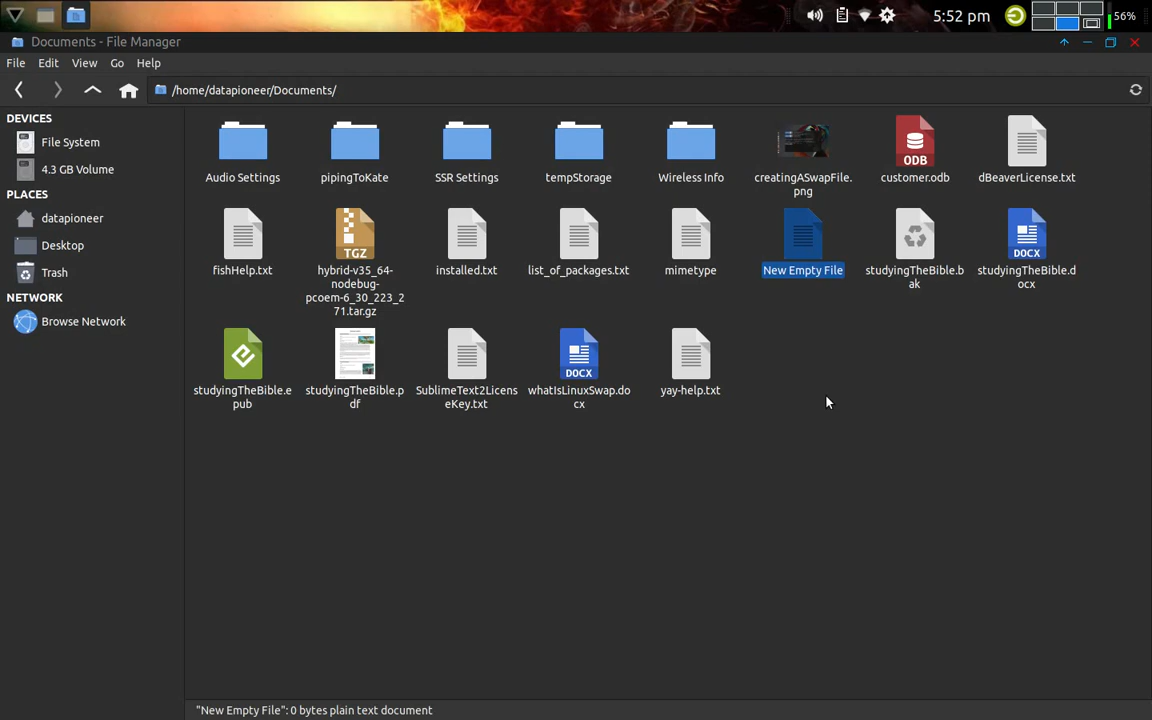 5:52 pm
56%
Documents - File Manager
File Edit View Go Help
/home/datapioneer/Documents/
DEVICES
File System
4.3 GB Volume
PLACES
datapioneer
Desktop
Trash
NETWORK
Browse Network
Audio Settings
pipingToKate
SSR Settings
tempStorage
Wireless Info
creatingASwapFile.
png
ODB
customer.odb
dBeaverLicense.txt
fishHelp.txt
TGZ
hybrid-v35_64-
nodebug-
pcoem-6_30_223_2
71.tar.gz
installed.txt
list_of_packages.txt
mimetype
New Empty File
studyingTheBible.b
ak
DOCX
studyingTheBible.d
ocx
studyingTheBible.e
pub
studyingTheBible.p
df
SublimeText2Licens
eKey.txt
DOCX
whatIsLinuxSwap.do
cx
yay-help.txt
"New Empty File": 0 bytes plain text document